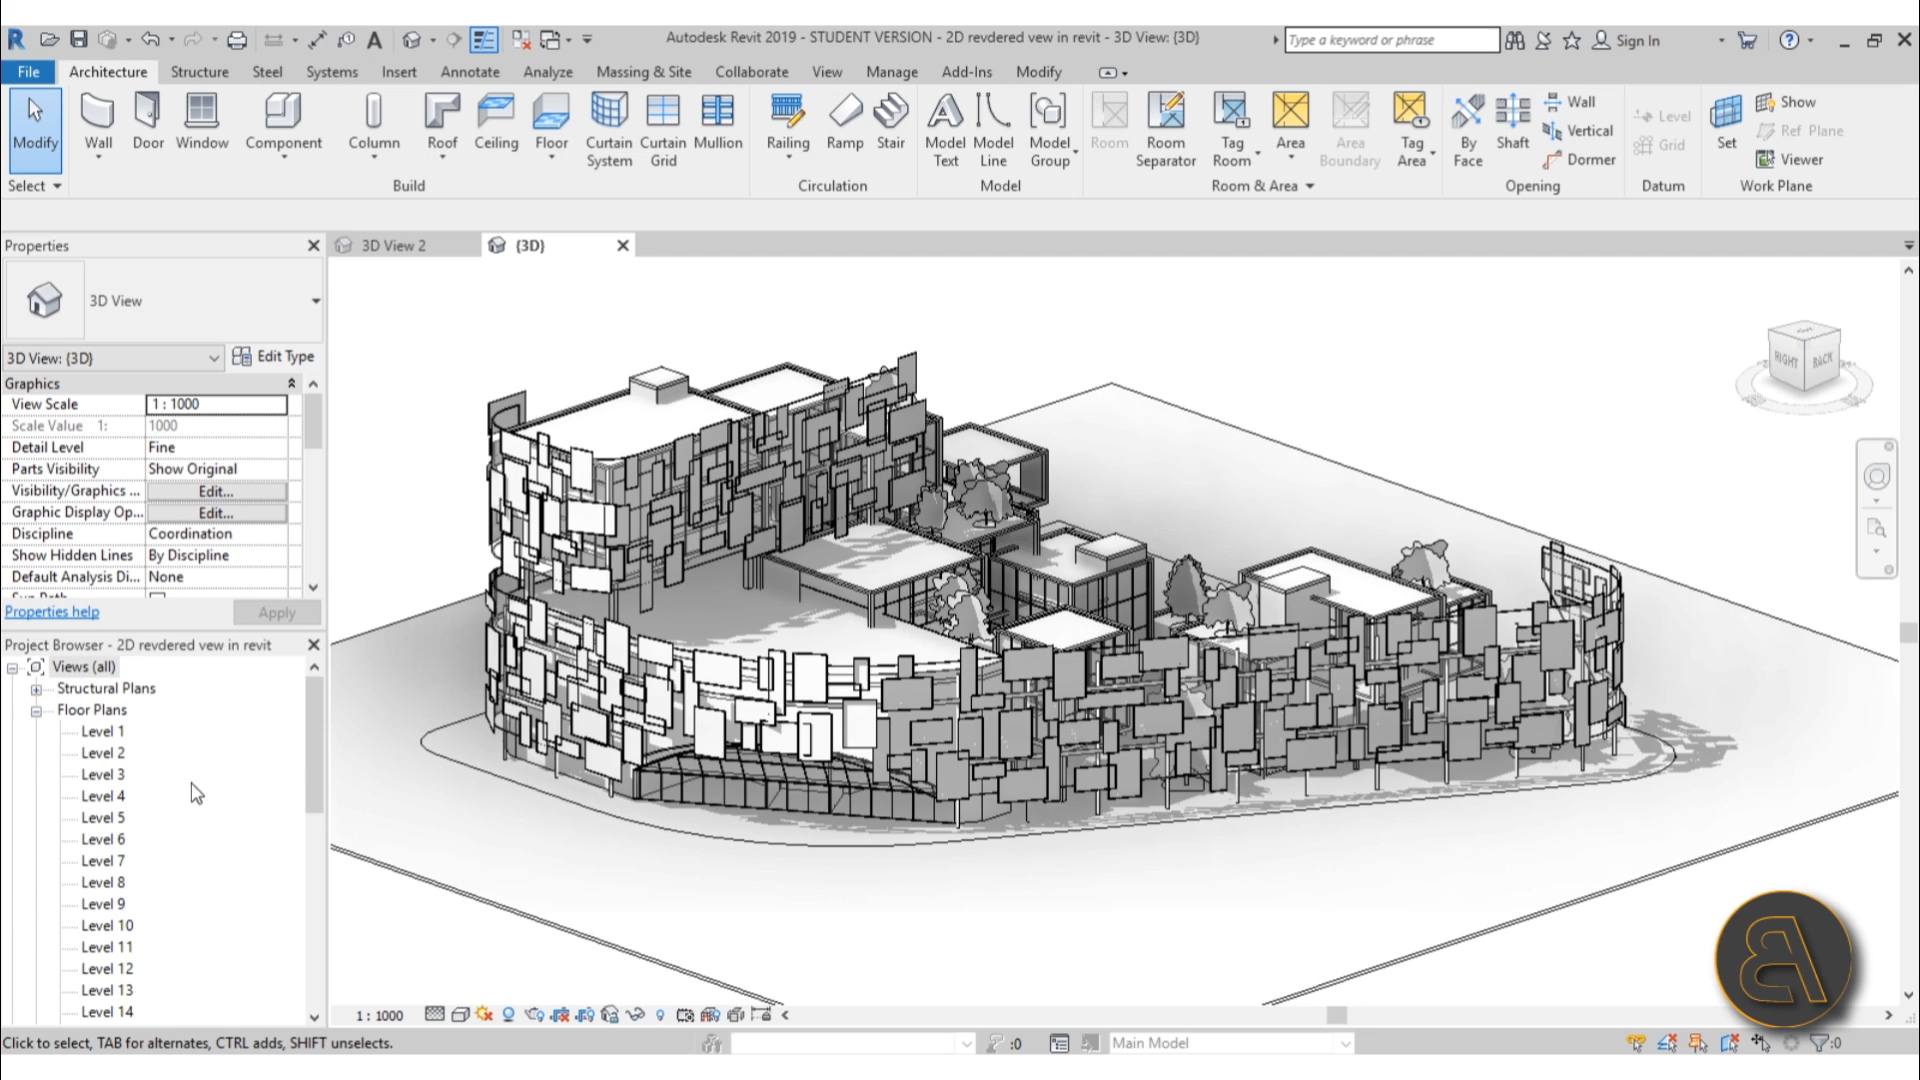 Autodesk Revit 2019 - STUDENT VERSION - 2D revdered vew in revit - 3D View: {3D}
Type a keyword or phrase
Sign In
File Architecture Structure Steel Systems Insert Annotate Analyze Massing & Site Collaborate View Manage Add-Ins Modify
Modify Wall Door Window Component Column Roof Ceiling Floor Curtain System Curtain Grid Mullion
Railing Ramp Stair
Model Text Model Line Model Group
Room Room Separator Tag Room Area Area Boundary Tag Area
By Face Shaft Wall Vertical Dormer
Level Grid
Set Show Ref Plane Viewer
Select Build Circulation Model Room & Area Opening Datum Work Plane
Properties
3D View 2
{3D}
3D View
3D View: {3D}
Edit Type
Graphics
View Scale 1 : 1000
Scale Value 1: 1000
Detail Level Fine
Parts Visibility Show Original
Visibility/Graphics ... Edit...
Graphic Display Op... Edit...
Discipline Coordination
Show Hidden Lines By Discipline
Default Analysis Di... None
Properties help
Apply
Project Browser - 2D revdered vew in revit
Views (all)
Structural Plans
Floor Plans
Level 1
Level 2
Level 3
Level 4
Level 5
Level 6
Level 7
Level 8
Level 9
Level 10
Level 11
Level 12
Level 13
Level 14
RIGHT BACK
1 : 1000
Click to select, TAB for alternates, CTRL adds, SHIFT unselects.
:0
Main Model
:0